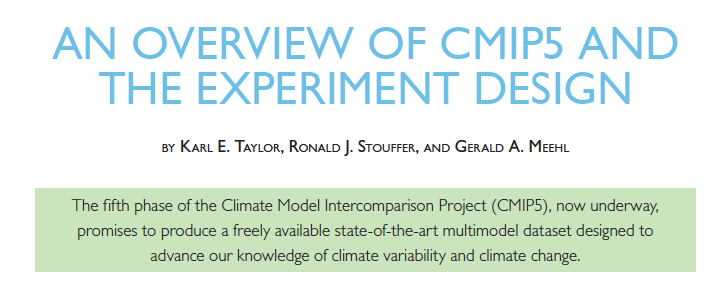 AN OVERVIEW OF CMIP5 AND
THE EXPERIMENT DESIGN
BY KARL E. TAYLOR, RONALD J. STOUFFER, AND GERALD A. MEEHL
The fifth phase of the Climate Model Intercomparison Project (CMIP5), now underway,
promises to produce a freely available state-of-the-art multimodel dataset designed to
advance our knowledge of climate variability and climate change.